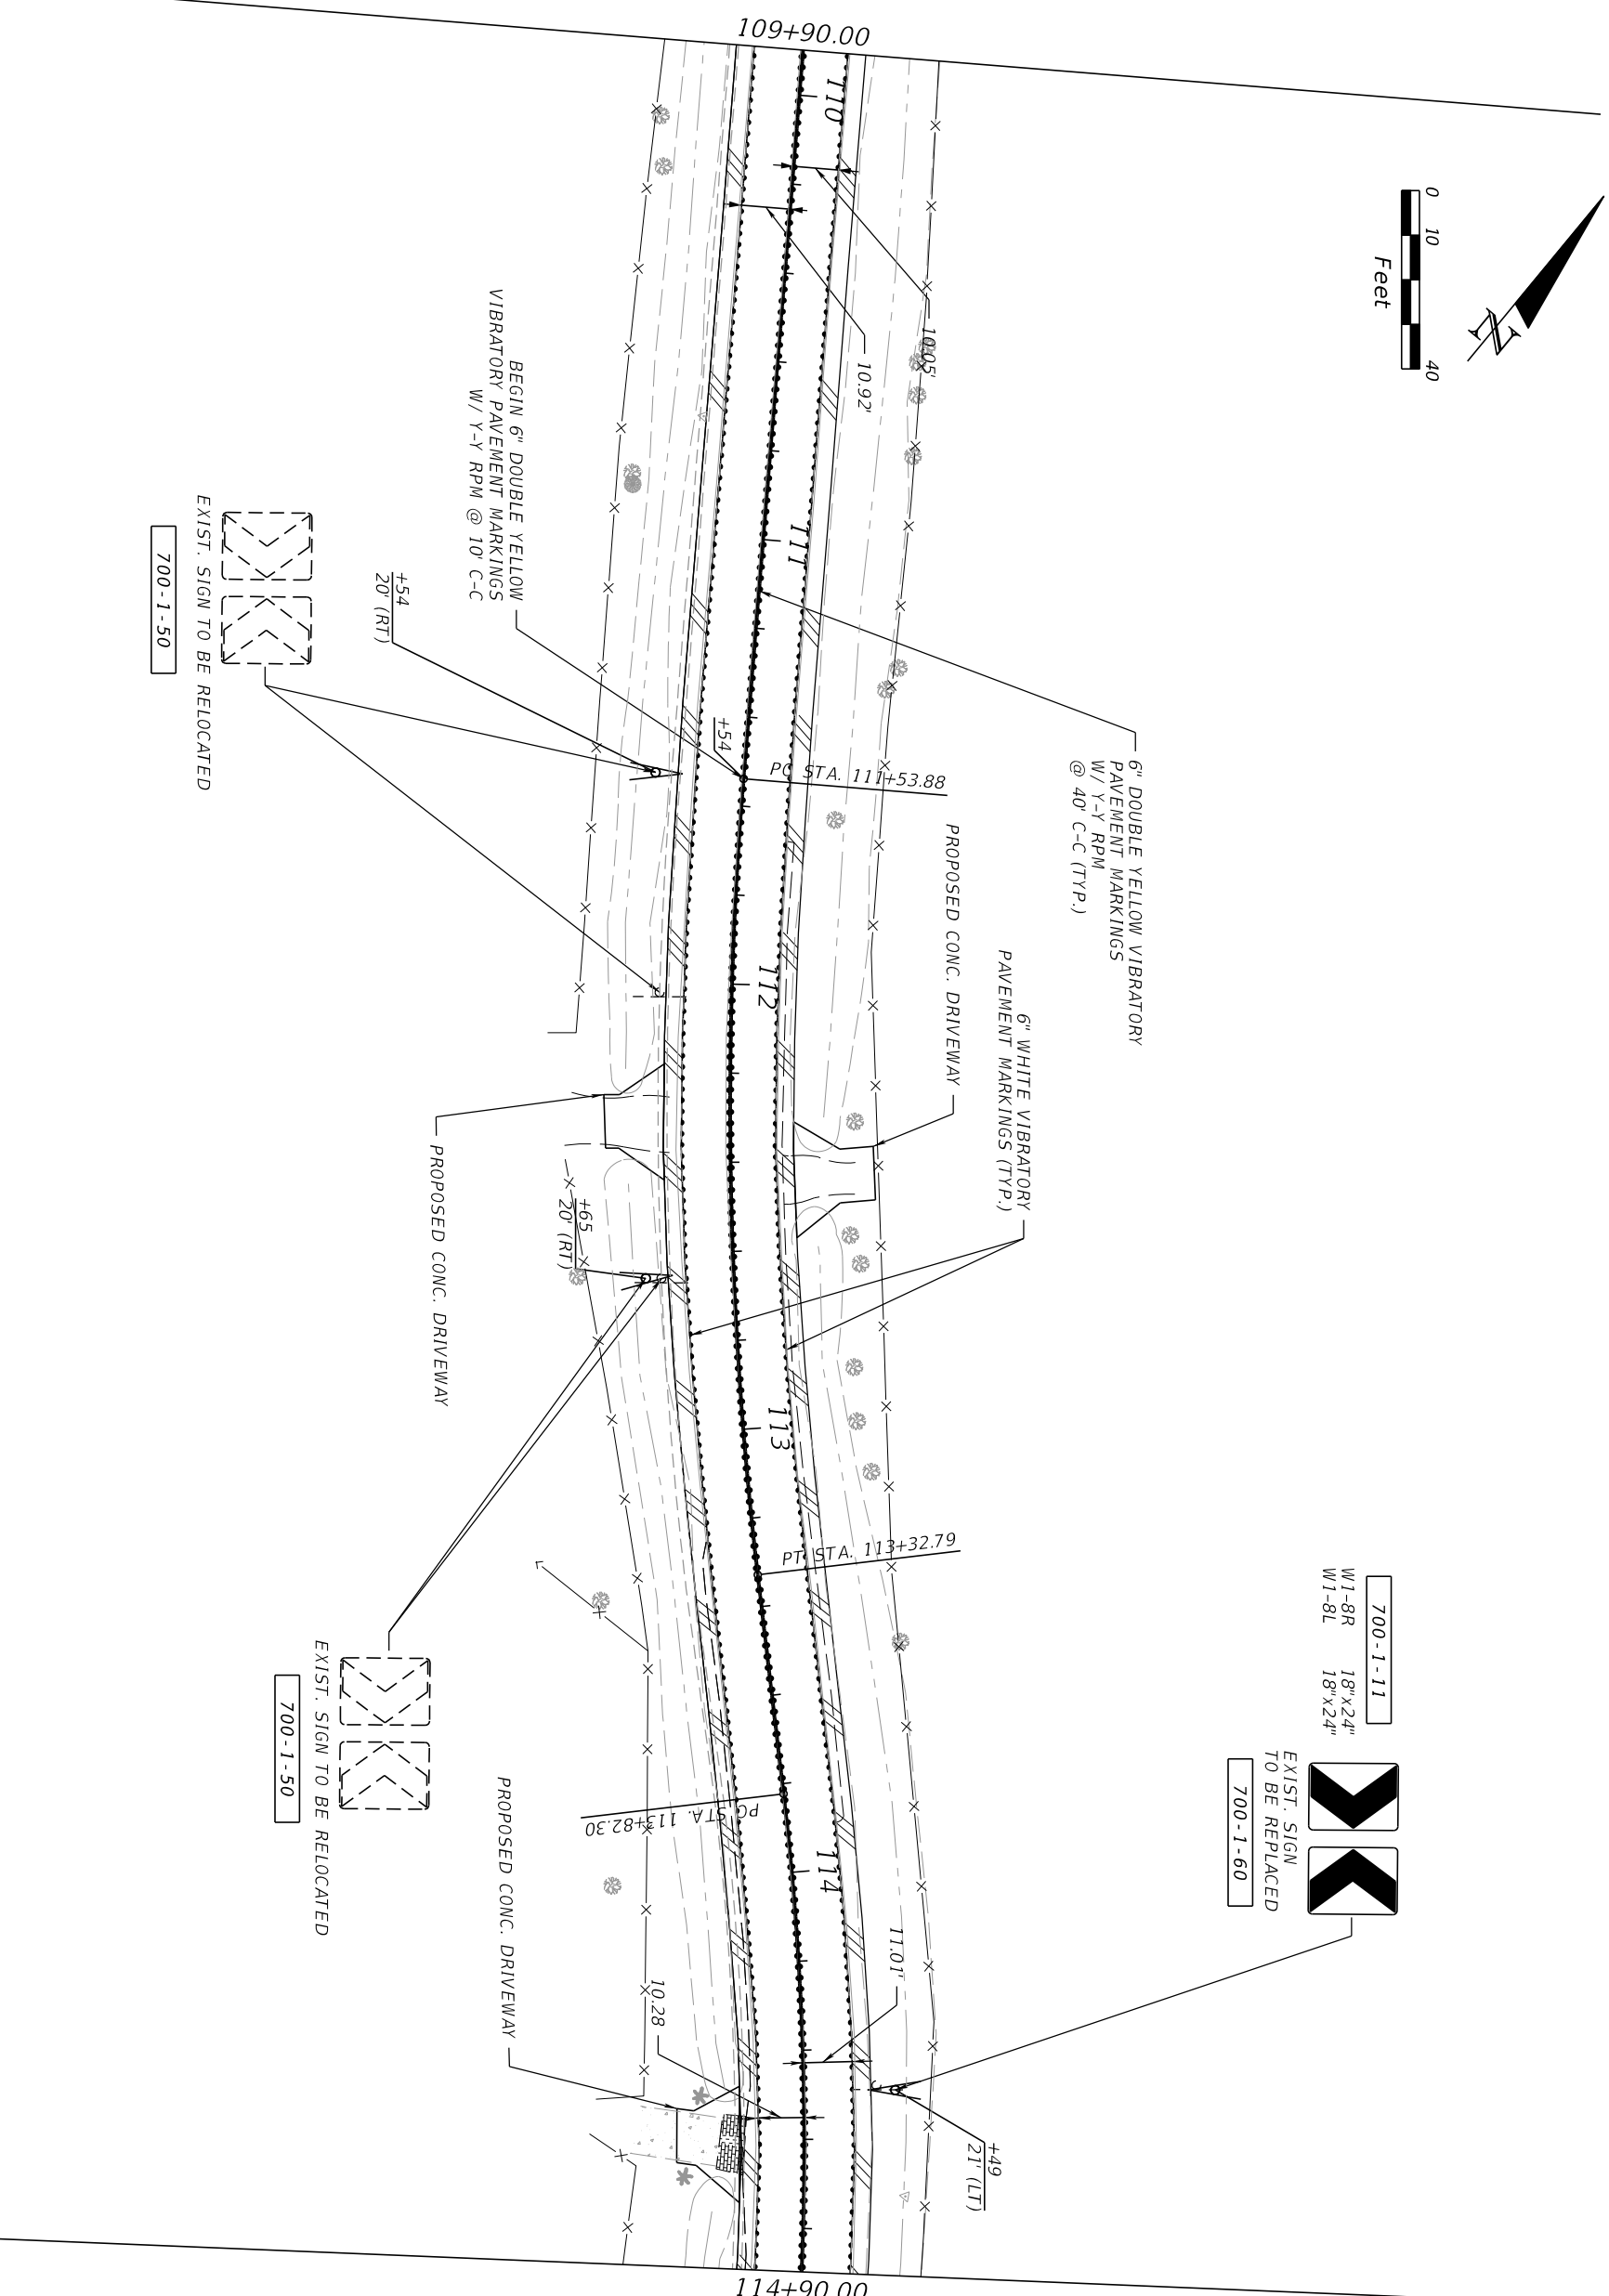 109+90.00
110
0
10
40
Feet
N
10.05'
10.92'
BEGIN 6" DOUBLE YELLOW
VIBRATORY PAVEMENT MARKINGS
W/ Y-Y RPM @ 10' C-C
111
EXIST. SIGN TO BE RELOCATED
700-1-50
+54
20' (RT)
+54
PC STA. 111+53.88
6" DOUBLE YELLOW VIBRATORY
PAVEMENT MARKINGS
W/ Y-Y RPM
@ 40' C-C (TYP.)
PROPOSED CONC. DRIVEWAY
6" WHITE VIBRATORY
PAVEMENT MARKINGS (TYP.)
112
PROPOSED CONC. DRIVEWAY
+65
20' (RT)
113
PT STA. 113+32.79
700-1-11
W1-8R 18"x24"
W1-8L 18"x24"
EXIST. SIGN
TO BE REPLACED
700-1-60
EXIST. SIGN TO BE RELOCATED
700-1-50
PC STA. 113+82.30
114
PROPOSED CONC. DRIVEWAY
10.28
11.01'
+49
21' (LT)
114+90.00